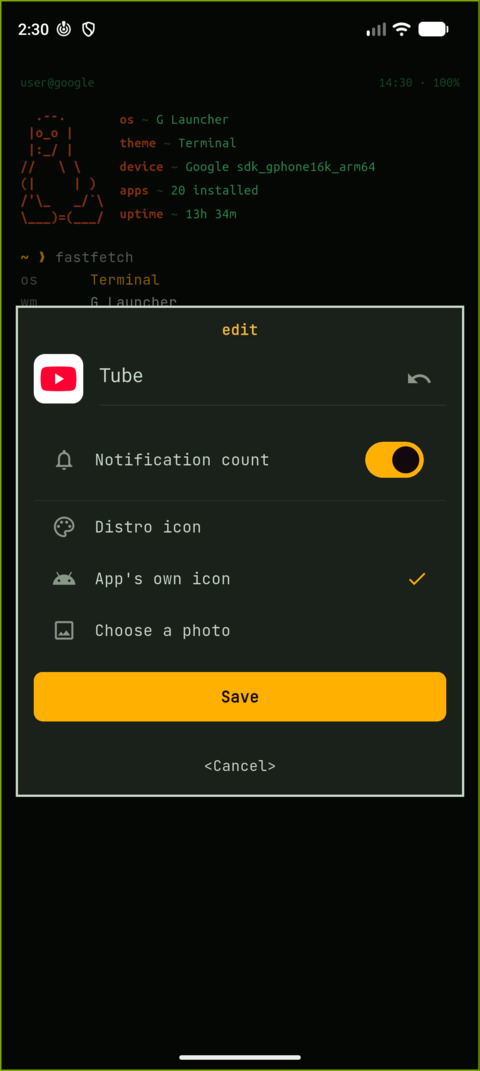 2:30
user@google
14:30 · 100%
os ~ G Launcher
theme ~ Terminal
device ~ Google sdk_gphone16k_arm64
apps ~ 20 installed
uptime ~ 13h 34m
~ ❯ fastfetch
os Terminal
wm G Launcher
edit
Tube
Notification count
Distro icon
App's own icon
Choose a photo
Save
<Cancel>